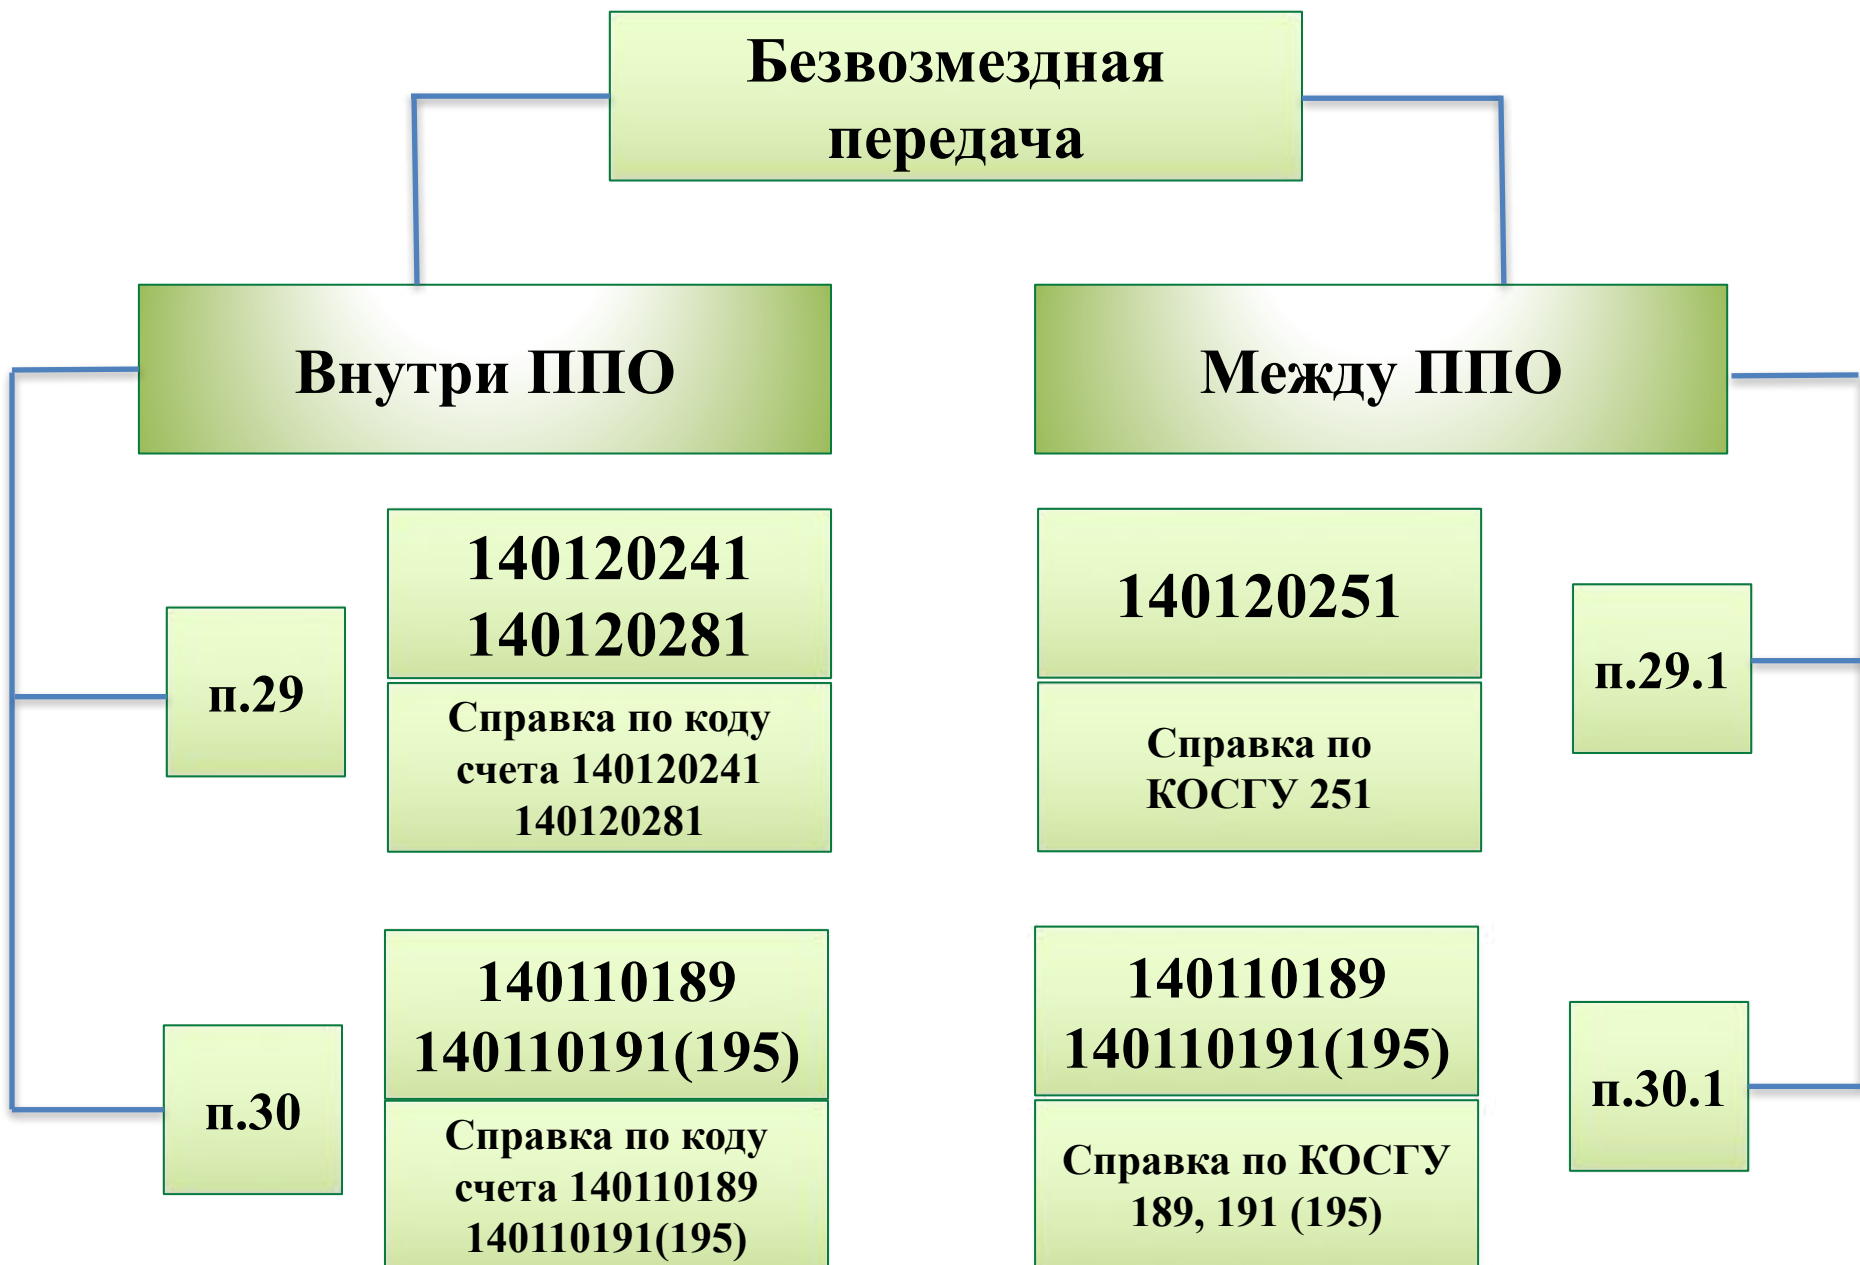 Безвозмездная
передача
Внутри ППО
Между ППО
140120241
140120281
п.29
Справка по коду
счета 140120241
140120281
140120251
п.29.1
Справка по
КОСГУ 251
140110189
140110191(195)
п.30
Справка по коду
счета 140110189
140110191(195)
140110189
140110191(195)
п.30.1
Справка по КОСГУ
189, 191 (195)